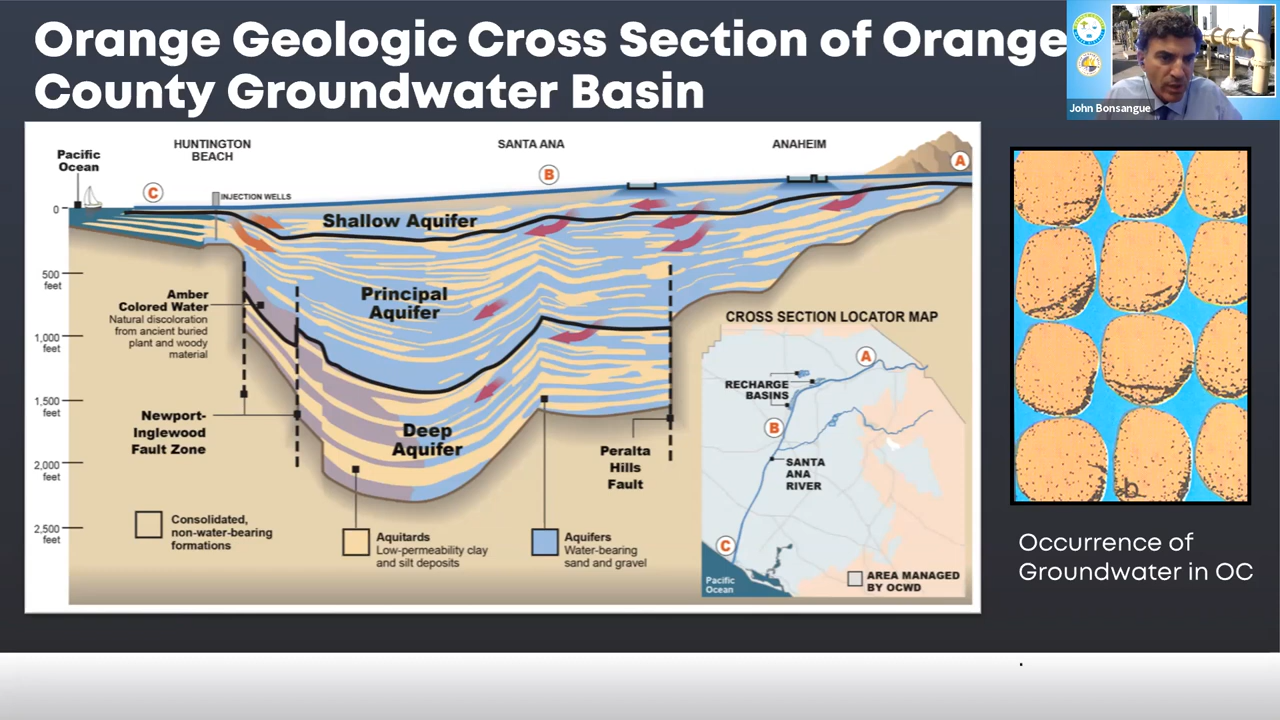 Orange Geologic Cross Section of Orange
County Groundwater Basin
John Bonsangue
Pacific
Ocean
HUNTINGTON
BEACH
SANTA ANA
ANAHEIM
C
B
A
INJECTION WELLS
0
500
feet
1,000
feet
1,500
feet
2,000
feet
2,500
feet
Shallow Aquifer
Principal
Aquifer
Deep
Aquifer
Amber
Colored Water
Natural discoloration
from ancient buried
plant and woody
material
Newport-
Inglewood
Fault Zone
Peralta
Hills
Fault
Consolidated,
non-water-bearing
formations
Aquitards
Low-permeability clay
and silt deposits
Aquifers
Water-bearing
sand and gravel
CROSS SECTION LOCATOR MAP
A
RECHARGE
BASINS
B
SANTA
ANA
RIVER
C
Pacific
Ocean
AREA MANAGED
BY OCWD
b
Occurrence of
Groundwater in OC
.